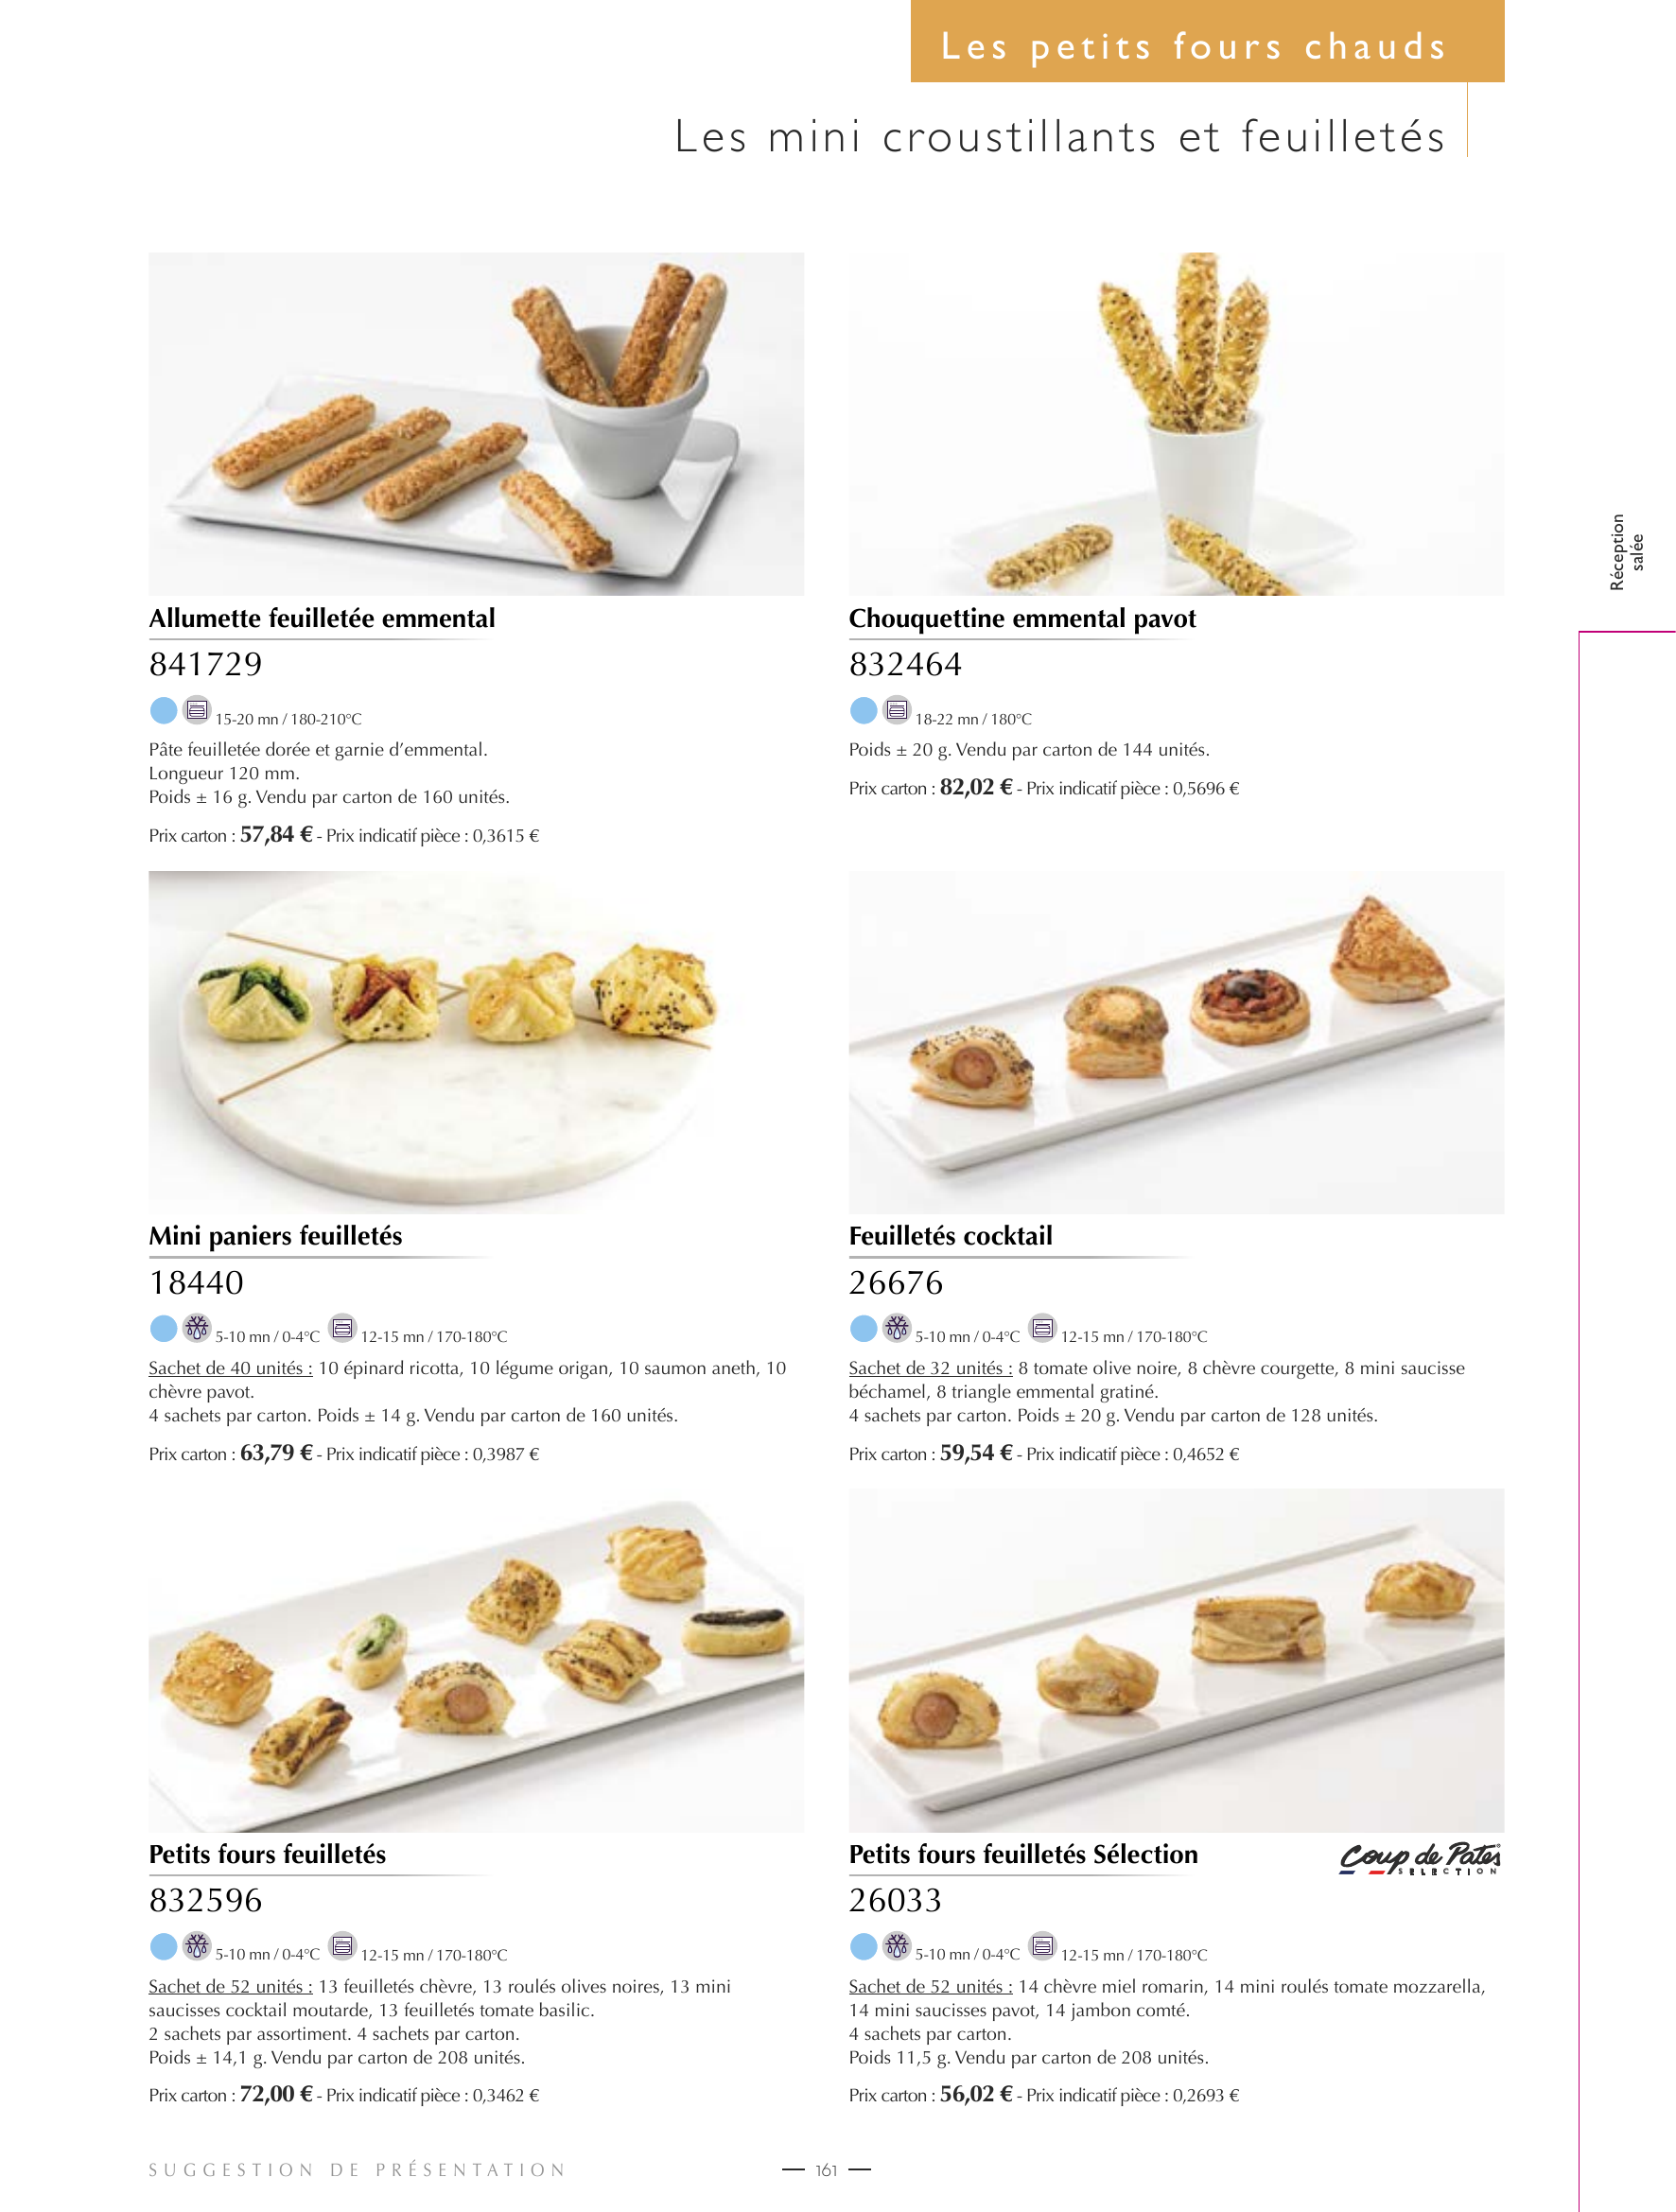 Les petits fours chauds
Les mini croustillants et feuilletés
Réception
salée
Allumette feuilletée emmental
841729
15-20 mn / 180-210°C
Pâte feuilletée dorée et garnie d’emmental.
Longueur 120 mm.
Poids ± 16 g. Vendu par carton de 160 unités.
Prix carton : 57,84 € - Prix indicatif pièce : 0,3615 €
Chouquettine emmental pavot
832464
18-22 mn / 180°C
Poids ± 20 g. Vendu par carton de 144 unités.
Prix carton : 82,02 € - Prix indicatif pièce : 0,5696 €
Mini paniers feuilletés
18440
5-10 mn / 0-4°C 12-15 mn / 170-180°C
Sachet de 40 unités : 10 épinard ricotta, 10 légume origan, 10 saumon aneth, 10
chèvre pavot.
4 sachets par carton. Poids ± 14 g. Vendu par carton de 160 unités.
Prix carton : 63,79 € - Prix indicatif pièce : 0,3987 €
Feuilletés cocktail
26676
5-10 mn / 0-4°C 12-15 mn / 170-180°C
Sachet de 32 unités : 8 tomate olive noire, 8 chèvre courgette, 8 mini saucisse
béchamel, 8 triangle emmental gratiné.
4 sachets par carton. Poids ± 20 g. Vendu par carton de 128 unités.
Prix carton : 59,54 € - Prix indicatif pièce : 0,4652 €
Petits fours feuilletés
832596
5-10 mn / 0-4°C 12-15 mn / 170-180°C
Sachet de 52 unités : 13 feuilletés chèvre, 13 roulés olives noires, 13 mini
saucisses cocktail moutarde, 13 feuilletés tomate basilic.
2 sachets par assortiment. 4 sachets par carton.
Poids ± 14,1 g. Vendu par carton de 208 unités.
Prix carton : 72,00 € - Prix indicatif pièce : 0,3462 €
Petits fours feuilletés Sélection
Coup de Pates®
SELECTION
26033
5-10 mn / 0-4°C 12-15 mn / 170-180°C
Sachet de 52 unités : 14 chèvre miel romarin, 14 mini roulés tomate mozzarella,
14 mini saucisses pavot, 14 jambon comté.
4 sachets par carton.
Poids 11,5 g. Vendu par carton de 208 unités.
Prix carton : 56,02 € - Prix indicatif pièce : 0,2693 €
SUGGESTION DE PRÉSENTATION
161